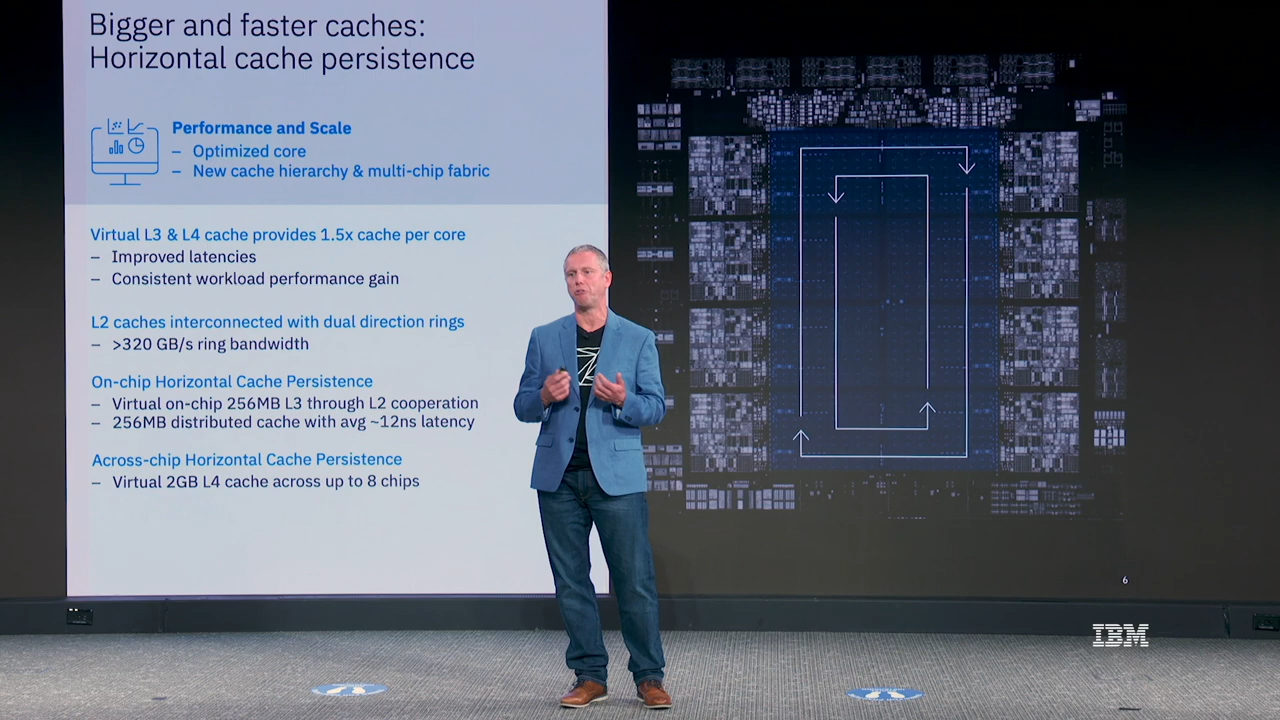 Bigger and faster caches:
Horizontal cache persistence
Performance and Scale
– Optimized core
– New cache hierarchy & multi-chip fabric
Virtual L3 & L4 cache provides 1.5x cache per core
– Improved latencies
– Consistent workload performance gain
L2 caches interconnected with dual direction rings
– >320 GB/s ring bandwidth
On-chip Horizontal Cache Persistence
– Virtual on-chip 256MB L3 through L2 cooperation
– 256MB distributed cache with avg ~12ns latency
Across-chip Horizontal Cache Persistence
– Virtual 2GB L4 cache across up to 8 chips
6
IBM